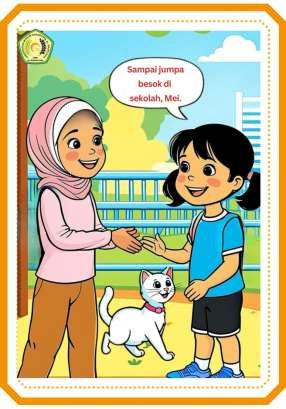 Sampai jumpa
besok di
sekolah, Mei.